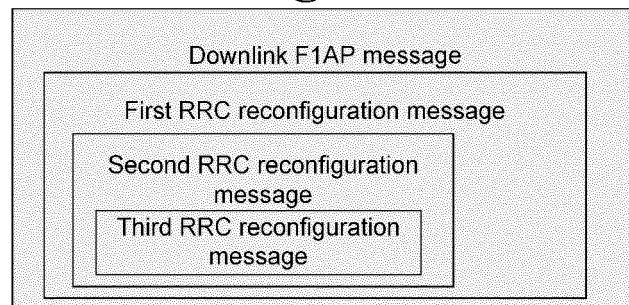 Downlink F1AP message
First RRC reconfiguration message
Second RRC reconfiguration
message
Third RRC reconfiguration
message